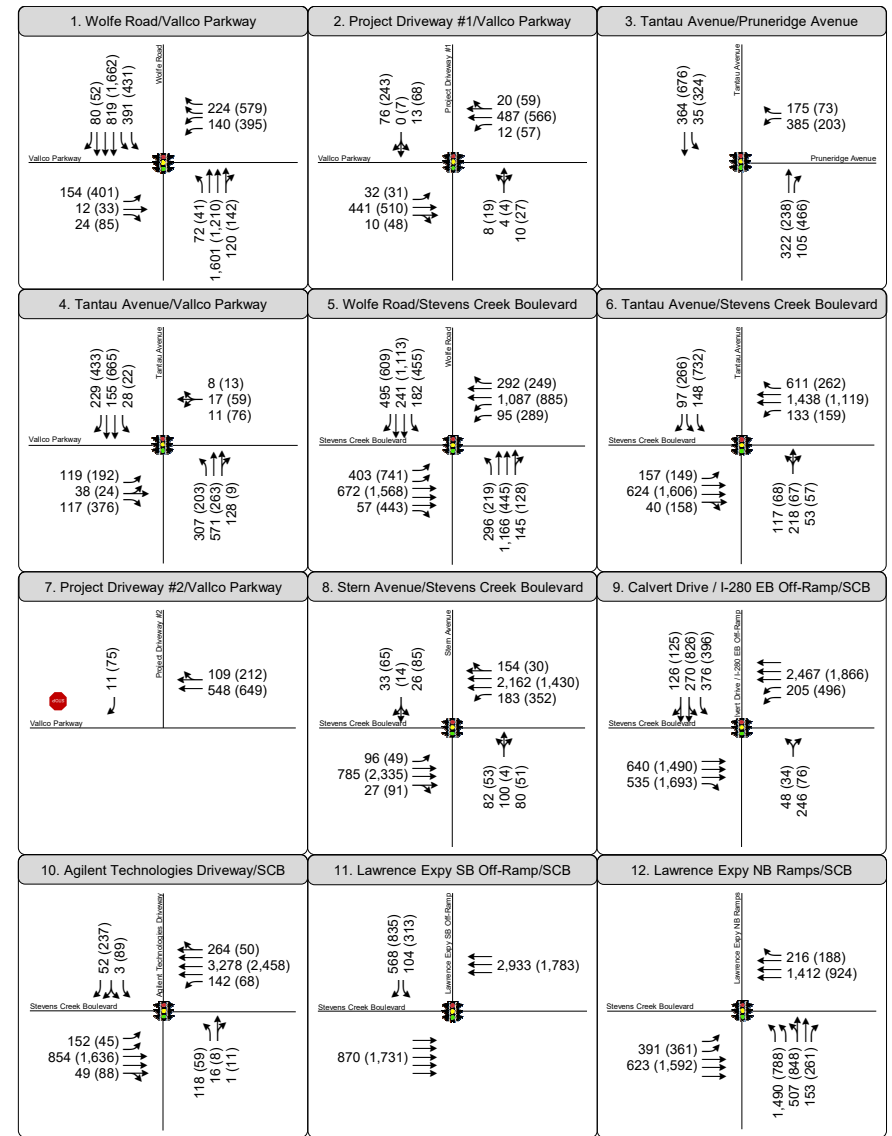 1. Wolfe Road/Vallco Parkway
80 (52)
819 (1,662)
391 (431)
Wolfe Road
224 (579)
140 (395)
Vallco Parkway
154 (401)
12 (33)
24 (85)
72 (41)
1,601 (1,210)
120 (142)
2. Project Driveway #1/Vallco Parkway
76 (243)
0 (7)
13 (68)
Project Driveway #1
20 (59)
487 (566)
12 (57)
Vallco Parkway
32 (31)
441 (510)
10 (48)
8 (19)
4 (4)
10 (27)
3. Tantau Avenue/Pruneridge Avenue
364 (676)
35 (324)
Tantau Avenue
175 (73)
385 (203)
Pruneridge Avenue
322 (238)
105 (466)
4. Tantau Avenue/Vallco Parkway
229 (433)
155 (665)
28 (22)
Tantau Avenue
8 (13)
17 (59)
11 (76)
Vallco Parkway
119 (192)
38 (24)
117 (376)
307 (203)
571 (263)
128 (9)
5. Wolfe Road/Stevens Creek Boulevard
495 (609)
241 (1,113)
182 (455)
Wolfe Road
292 (249)
1,087 (885)
95 (289)
Stevens Creek Boulevard
403 (741)
672 (1,568)
57 (443)
296 (219)
1,166 (445)
145 (128)
6. Tantau Avenue/Stevens Creek Boulevard
97 (266)
148 (732)
Tantau Avenue
611 (262)
1,438 (1,119)
133 (159)
Stevens Creek Boulevard
157 (149)
624 (1,606)
40 (158)
117 (68)
218 (67)
53 (57)
7. Project Driveway #2/Vallco Parkway
11 (75)
Project Driveway #2
109 (212)
548 (649)
STOP
Vallco Parkway
8. Stern Avenue/Stevens Creek Boulevard
33 (65)
(14)
26 (85)
Stern Avenue
154 (30)
2,162 (1,430)
183 (352)
Stevens Creek Boulevard
96 (49)
785 (2,335)
27 (91)
82 (53)
100 (4)
80 (51)
9. Calvert Drive / I-280 EB Off-Ramp/SCB
126 (125)
270 (826)
376 (396)
lvert Drive / I-280 EB Off-Ramp
2,467 (1,866)
205 (496)
Stevens Creek Boulevard
640 (1,490)
535 (1,693)
48 (34)
246 (76)
10. Agilent Technologies Driveway/SCB
52 (237)
3 (89)
Agilent Technologies Driveway
264 (50)
3,278 (2,458)
142 (68)
Stevens Creek Boulevard
152 (45)
854 (1,636)
49 (88)
118 (59)
16 (8)
1 (11)
11. Lawrence Expy SB Off-Ramp/SCB
568 (835)
104 (313)
Lawrence Expy SB Off-Ramp
2,933 (1,783)
Stevens Creek Boulevard
870 (1,731)
12. Lawrence Expy NB Ramps/SCB
Lawrence Expy NB Ramps
216 (188)
1,412 (924)
Stevens Creek Boulevard
391 (361)
623 (1,592)
1,490 (788)
507 (848)
153 (261)